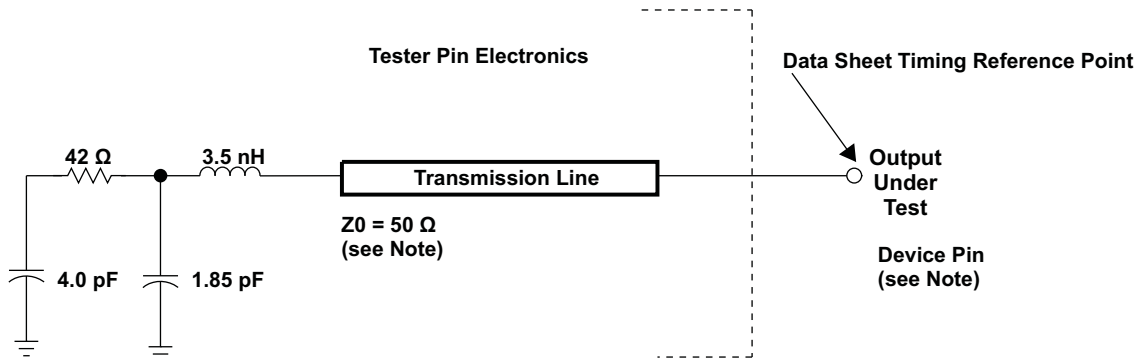 Tester Pin Electronics
Data Sheet Timing Reference Point
42 Ω
3.5 nH
Transmission Line
Output
Under
Test
Z0 = 50 Ω
(see Note)
4.0 pF
1.85 pF
Device Pin
(see Note)